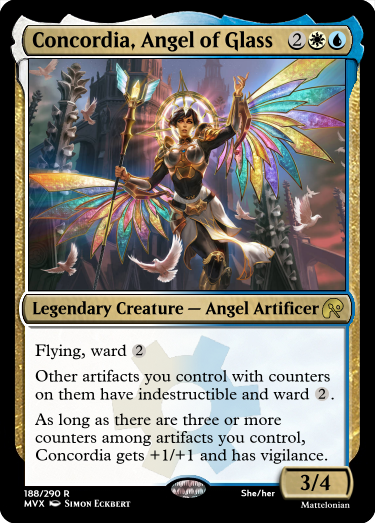 Concordia, Angel of Glass 2
Legendary Creature — Angel Artificer
Flying, ward 2
Other artifacts you control with counters
on them have indestructible and ward 2.
As long as there are three or more
counters among artifacts you control,
Concordia gets +1/+1 and has vigilance.
3/4
188/290 R
She/her
MVX • Simon Eckbert
Mattelonian